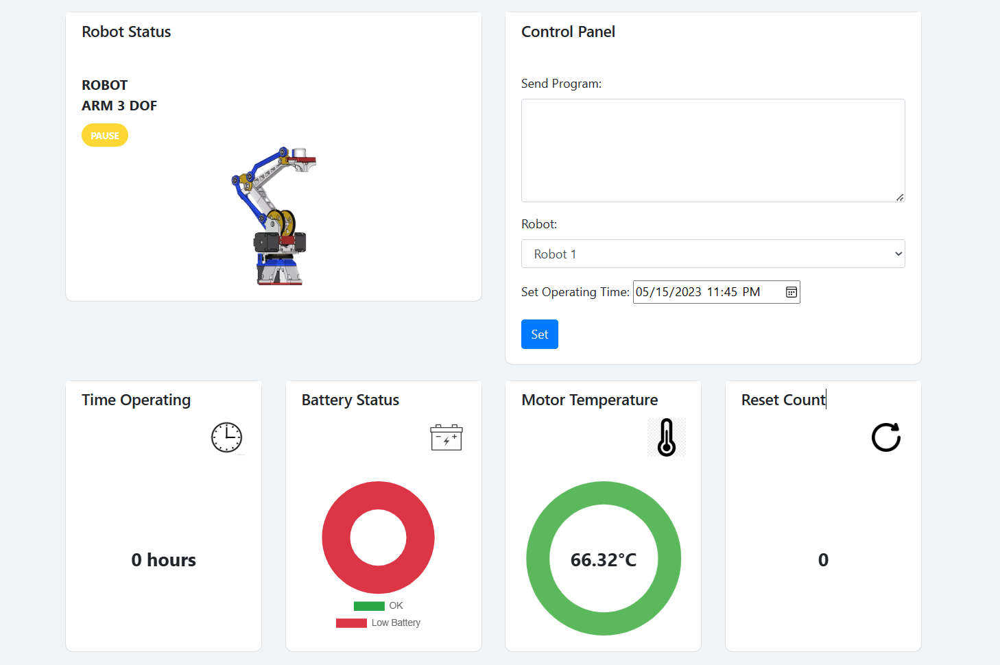 Robot Status
ROBOT
ARM 3 DOF
PAUSE
Control Panel
Send Program:
Robot:
Robot 1
Set Operating Time: 05/15/2023 11:45 PM
Set
Time Operating
0 hours
Battery Status
OK
Low Battery
Motor Temperature
66.32°C
Reset Count
0